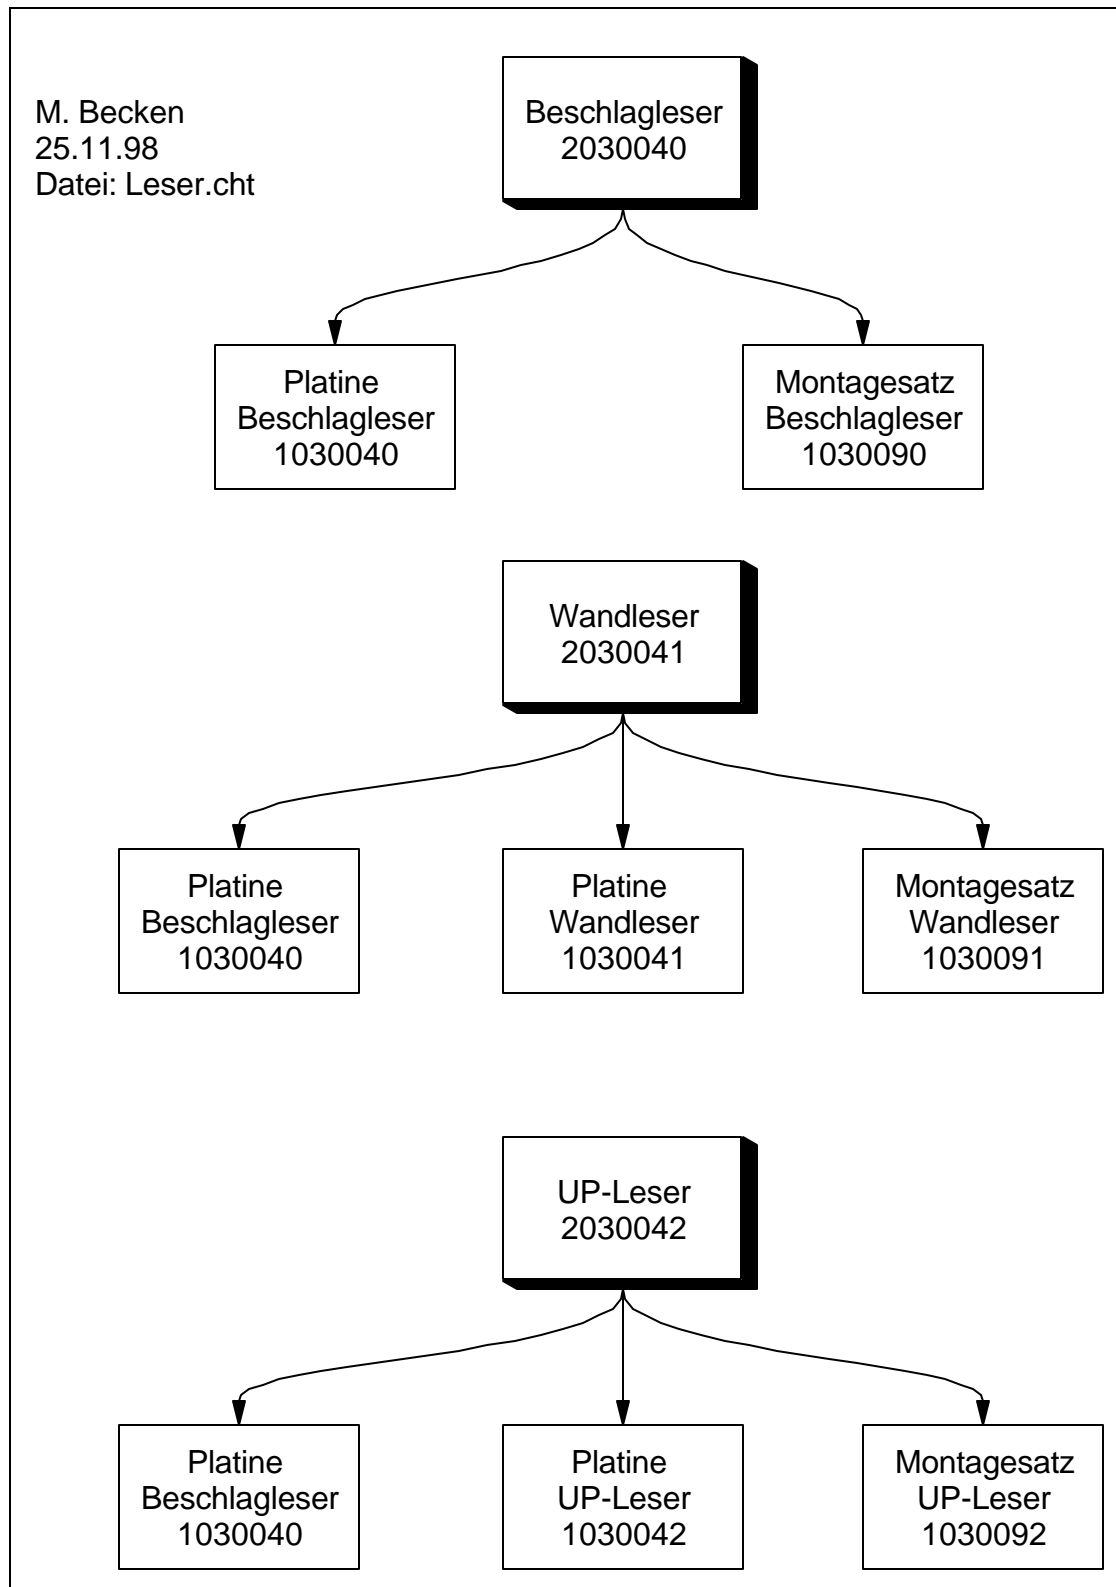 M. Becken
25.11.98
Datei: Leser.cht
Beschlagleser
2030040
Platine
Beschlagleser
1030040
Montagesatz
Beschlagleser
1030090
Wandleser
2030041
Platine
Beschlagleser
1030040
Platine
Wandleser
1030041
Montagesatz
Wandleser
1030091
UP-Leser
2030042
Platine
Beschlagleser
1030040
Platine
UP-Leser
1030042
Montagesatz
UP-Leser
1030092